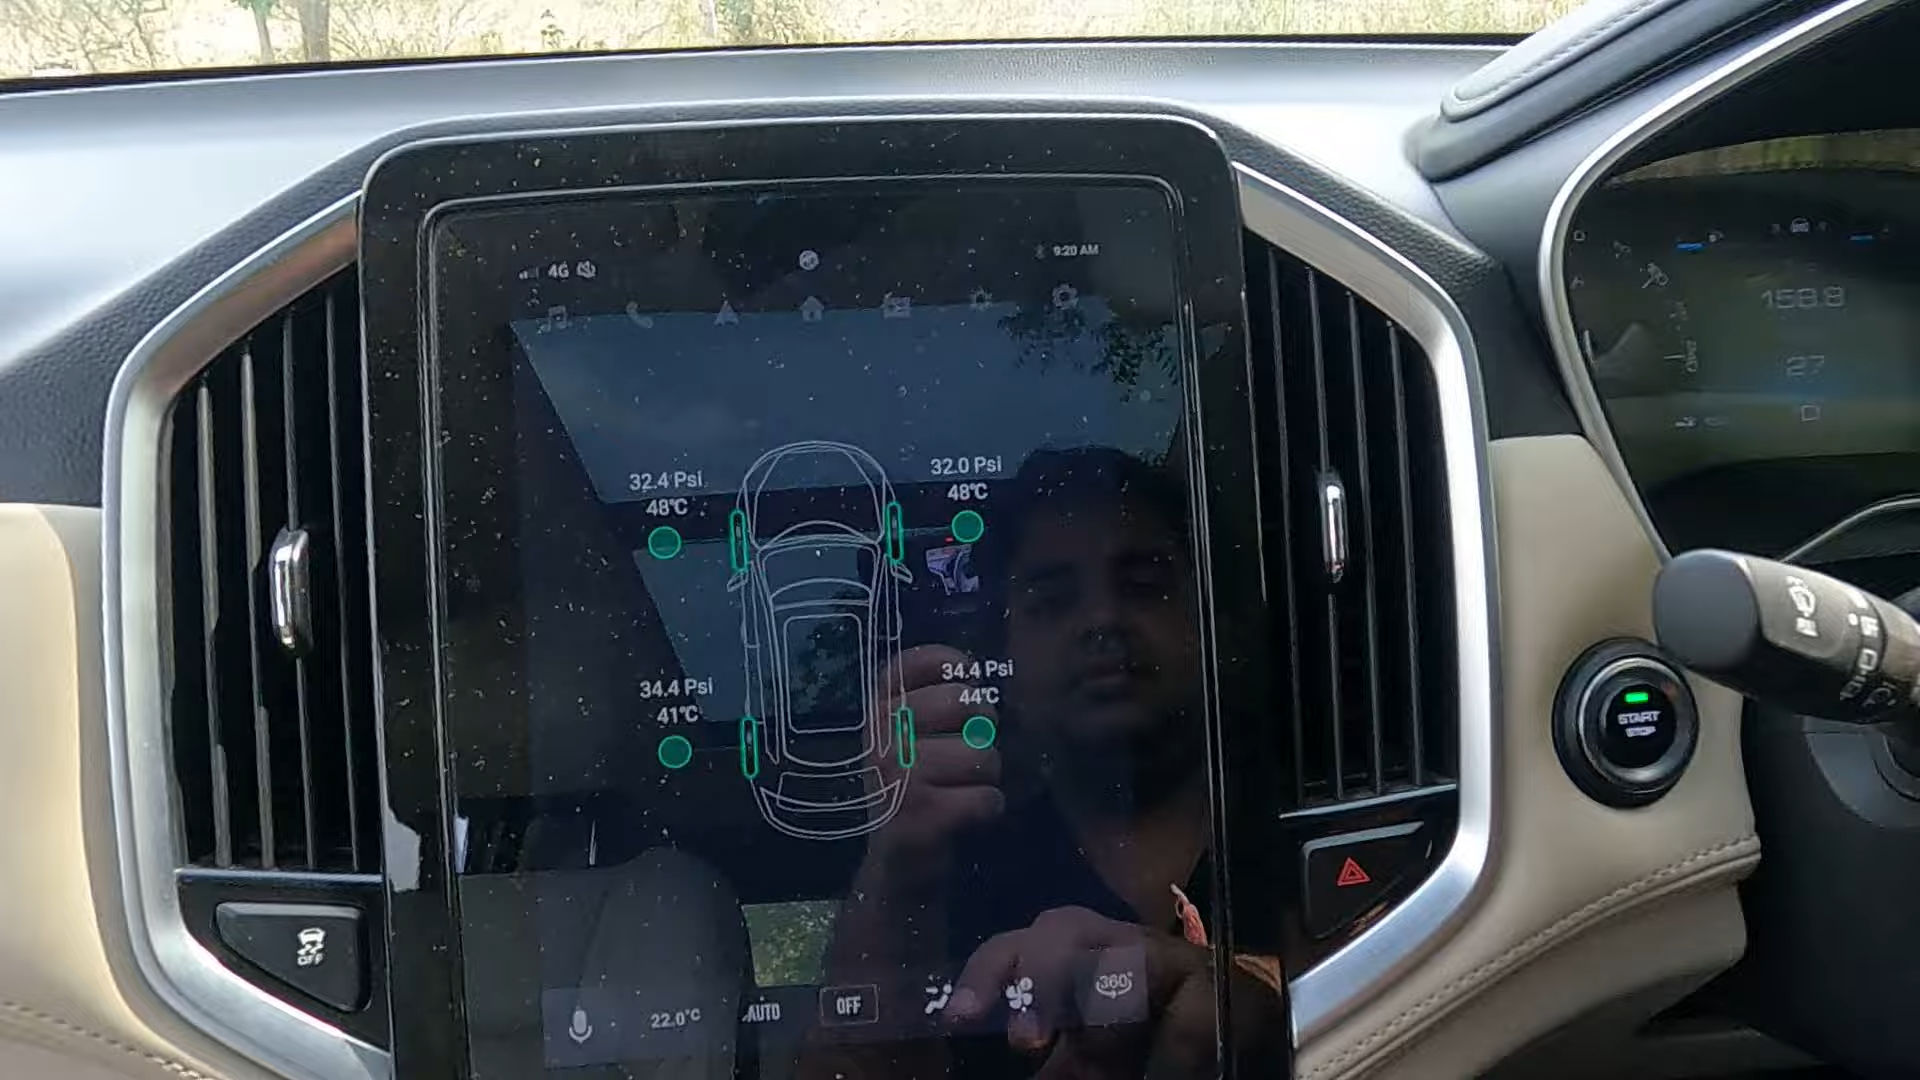 4G
9:20 AM
158.8
27
D
32.4 Psi
48℃
32.0 Psi
48℃
34.4 Psi
41℃
34.4 Psi
44℃
START
OFF
22.0°C
AUTO
OFF
360°